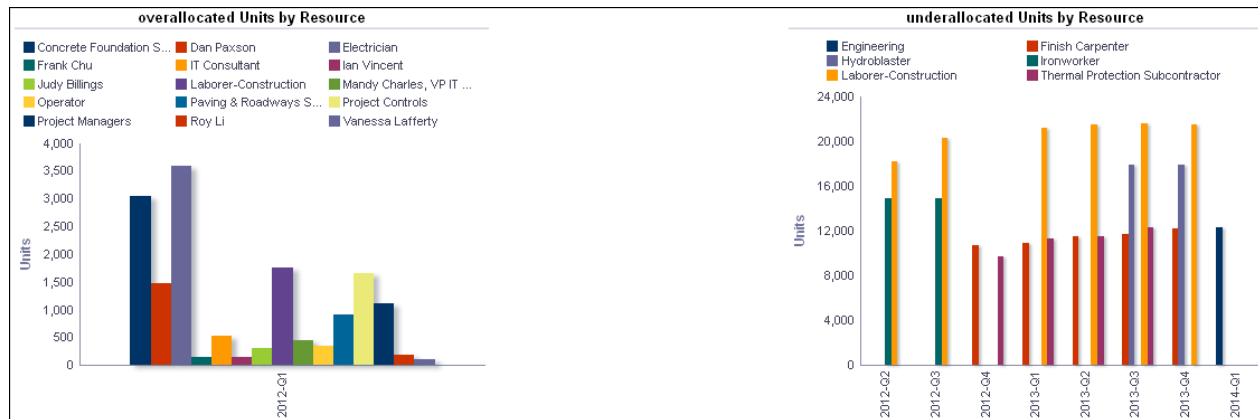 overallocated Units by Resource
Concrete Foundation S... Dan Paxson Electrician
Frank Chu IT Consultant Ian Vincent
Judy Billings Laborer-Construction Mandy Charles, VP IT ...
Operator Paving & Roadways S... Project Controls
Project Managers Roy Li Vanessa Lafferty
4,000
3,500
3,000
2,500
2,000
1,500
1,000
500
0
Units
2012-Q1
underallocated Units by Resource
Engineering Finish Carpenter
Hydroblaster Ironworker
Laborer-Construction Thermal Protection Subcontractor
24,000
20,000
16,000
12,000
8,000
4,000
0
Units
2012-Q2
2012-Q3
2012-Q4
2013-Q1
2013-Q2
2013-Q3
2013-Q4
2014-Q1